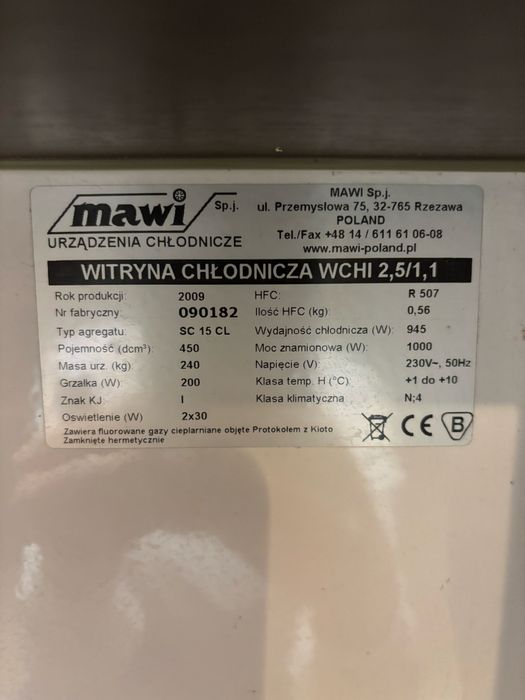 mawi Sp.j.
URZĄDZENIA CHŁODNICZE
MAWI Sp.j.
ul. Przemyslowa 75, 32-765 Rzezawa
POLAND
Tel./Fax +48 14 / 611 61 06-08
www.mawi-poland.pl
WITRYNA CHŁODNICZA WCHI 2,5/1,1
Rok produkcji: 2009 HFC: R 507
Nr fabryczny: 090182 Ilość HFC (kg): 0,56
Typ agregatu: SC 15 CL Wydajność chłodnicza (W): 945
Pojemność (dcm³): 450 Moc znamionowa (W): 1000
Masa urz. (kg): 240 Napięcie (V): 230V~, 50Hz
Grzałka (W): 200 Klasa temp. H (°C): +1 do +10
Znak KJ: I Klasa klimatyczna N;4
Oswietlenie (W) 2x30
Zawiera fluorowane gazy cieplarniane objęte Protokołem z Kioto
Zamknięte hermetycznie
CE B